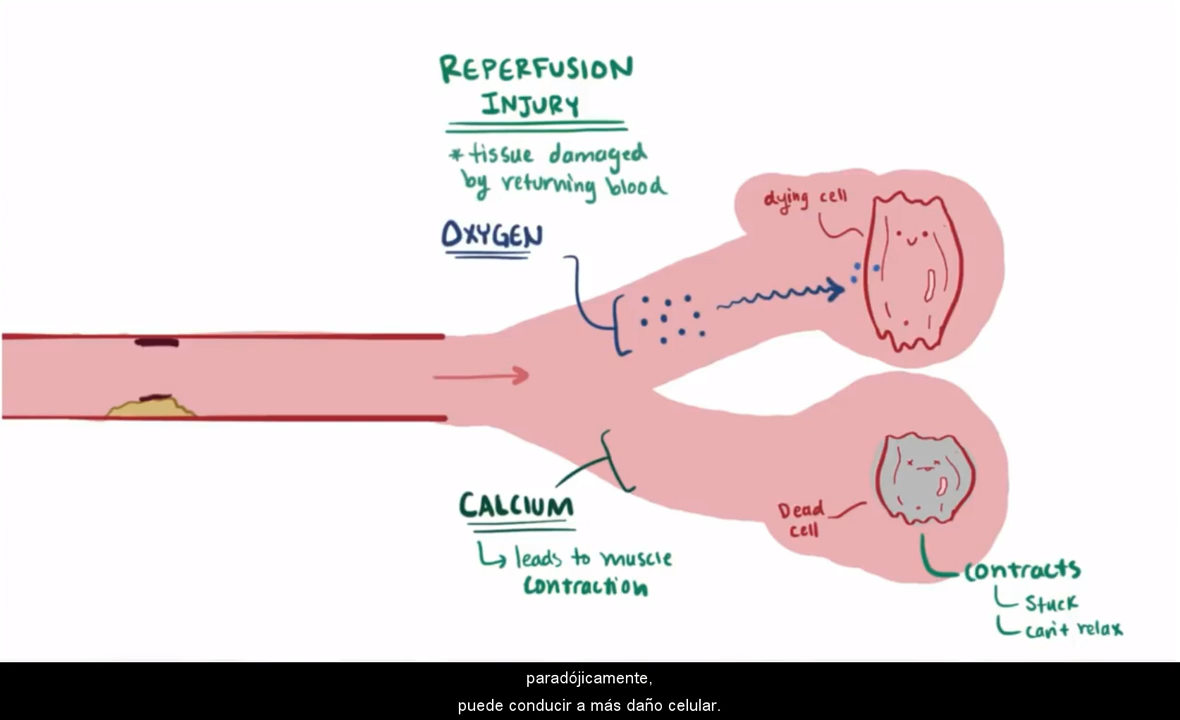 REPERFUSION
INJURY
* tissue damaged
by returning blood
OXYGEN
dying cell
CALCIUM
leads to muscle
contraction
Dead
cell
contracts
stuck
can't relax
paradójicamente,
puede conducir a más daño celular.